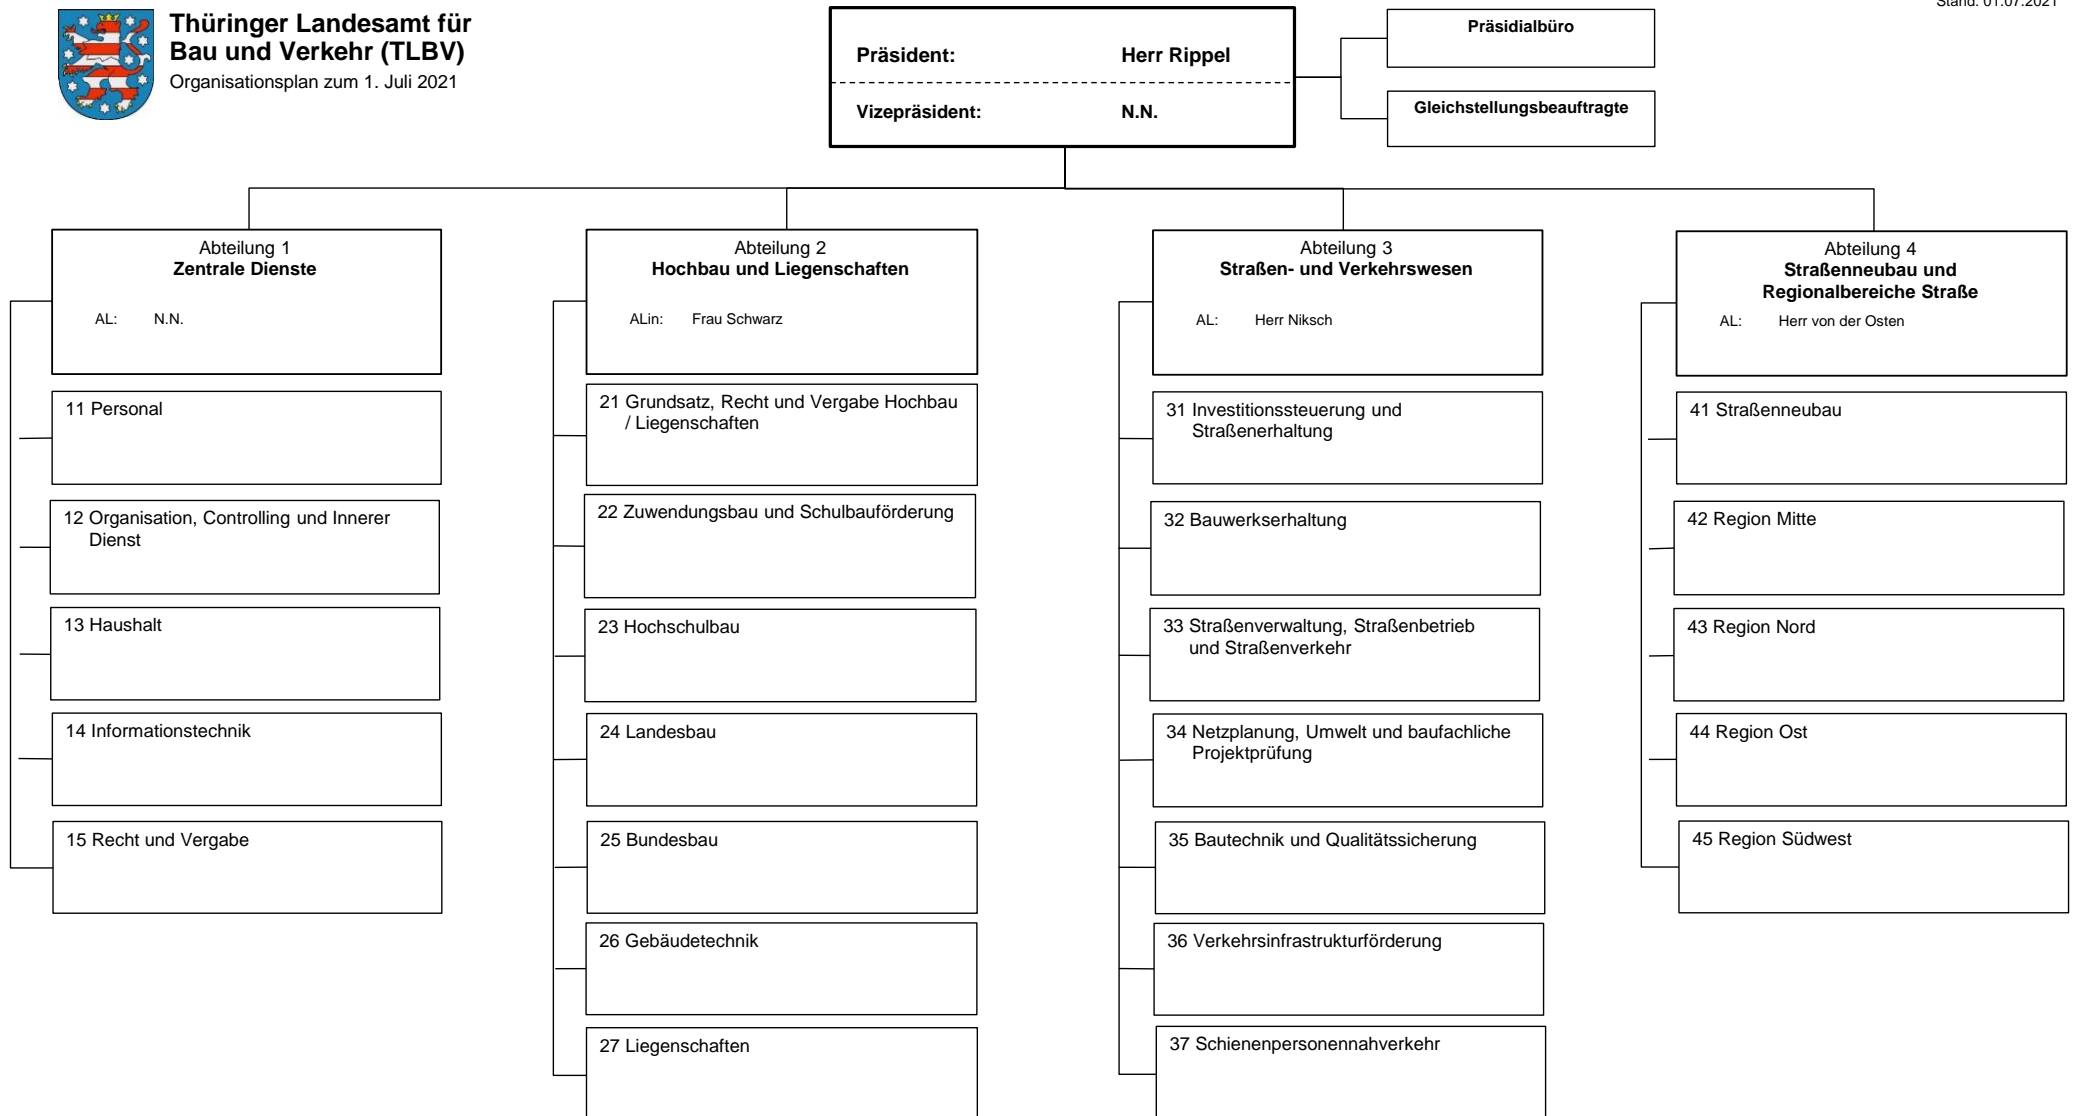 Stand: 01.07.2021
Thüringer Landesamt für
Bau und Verkehr (TLBV)
Organisationsplan zum 1. Juli 2021
Präsident: Herr Rippel
Vizepräsident: N.N.
Präsidialbüro
Gleichstellungsbeauftragte
Abteilung 1
Zentrale Dienste
AL: N.N.
11 Personal
12 Organisation, Controlling und Innerer
Dienst
13 Haushalt
14 Informationstechnik
15 Recht und Vergabe
Abteilung 2
Hochbau und Liegenschaften
ALin: Frau Schwarz
21 Grundsatz, Recht und Vergabe Hochbau
/ Liegenschaften
22 Zuwendungsbau und Schulbauförderung
23 Hochschulbau
24 Landesbau
25 Bundesbau
26 Gebäudetechnik
27 Liegenschaften
Abteilung 3
Straßen- und Verkehrswesen
AL: Herr Niksch
31 Investitionssteuerung und
Straßenerhaltung
32 Bauwerkserhaltung
33 Straßenverwaltung, Straßenbetrieb
und Straßenverkehr
34 Netzplanung, Umwelt und baufachliche
Projektprüfung
35 Bautechnik und Qualitätssicherung
36 Verkehrsinfrastrukturförderung
37 Schienenpersonennahverkehr
Abteilung 4
Straßenneubau und
Regionalbereiche Straße
AL: Herr von der Osten
41 Straßenneubau
42 Region Mitte
43 Region Nord
44 Region Ost
45 Region Südwest